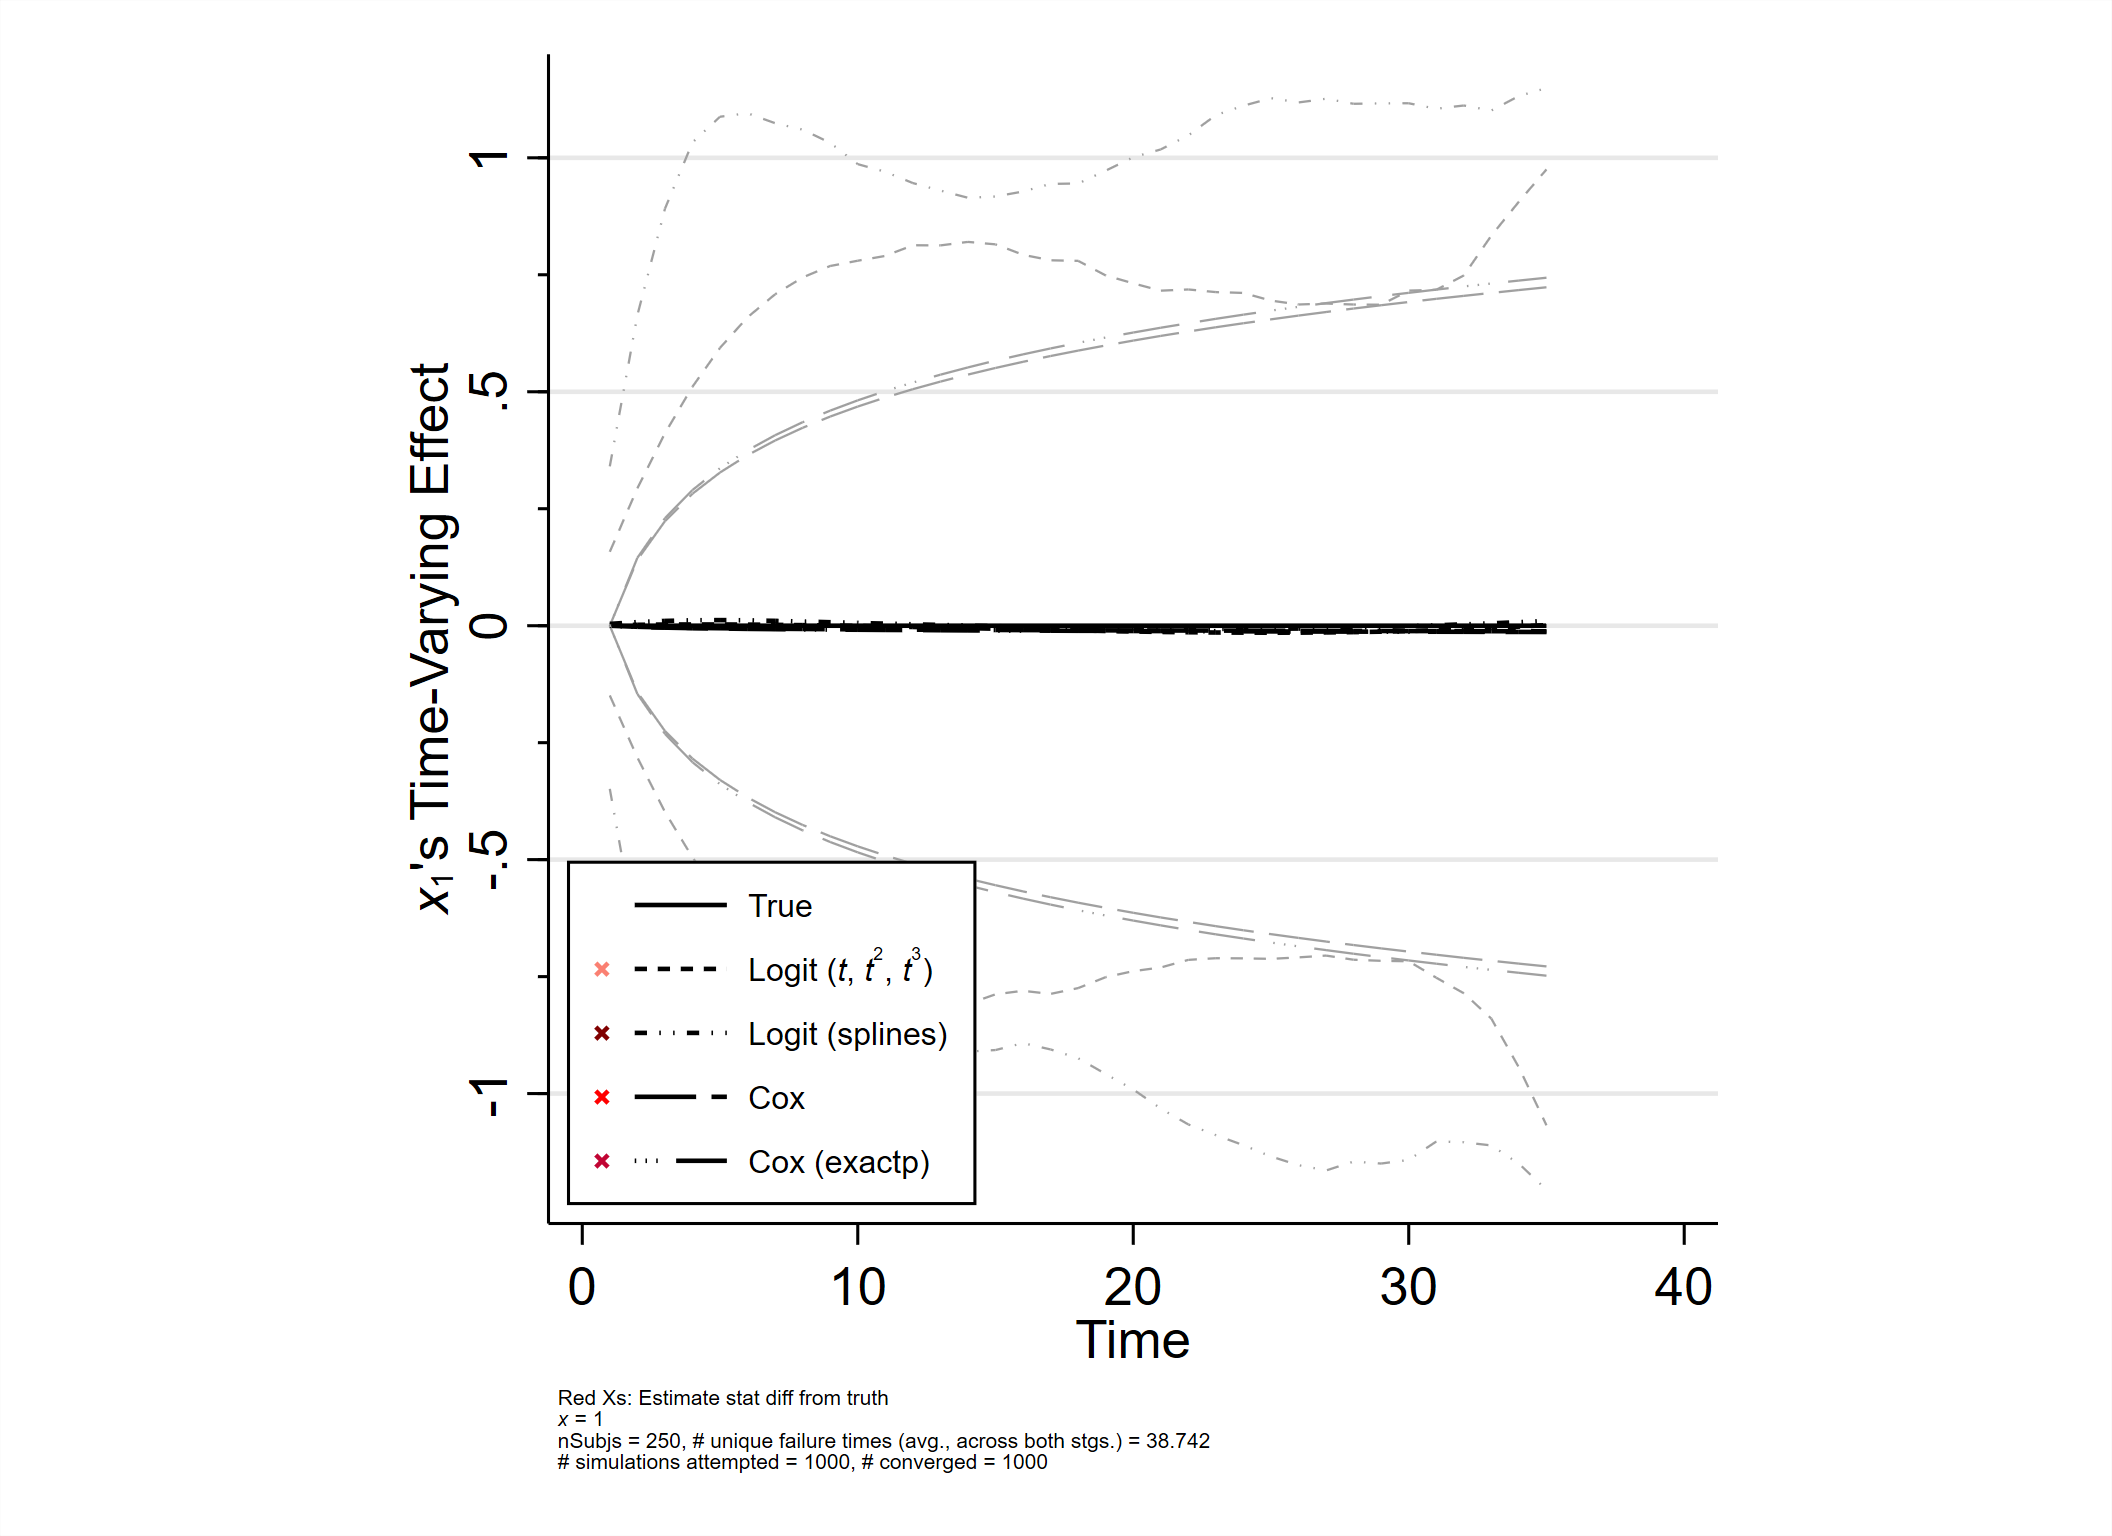 x₁'s Time-Varying Effect
1
.5
0
-.5
-1
True
Logit (t, t², t³)
Logit (splines)
Cox
Cox (exactp)
0 10 20 30 40
Time
Red Xs: Estimate stat diff from truth
x = 1
nSubjs = 250, # unique failure times (avg., across both stgs.) = 38.742
# simulations attempted = 1000, # converged = 1000